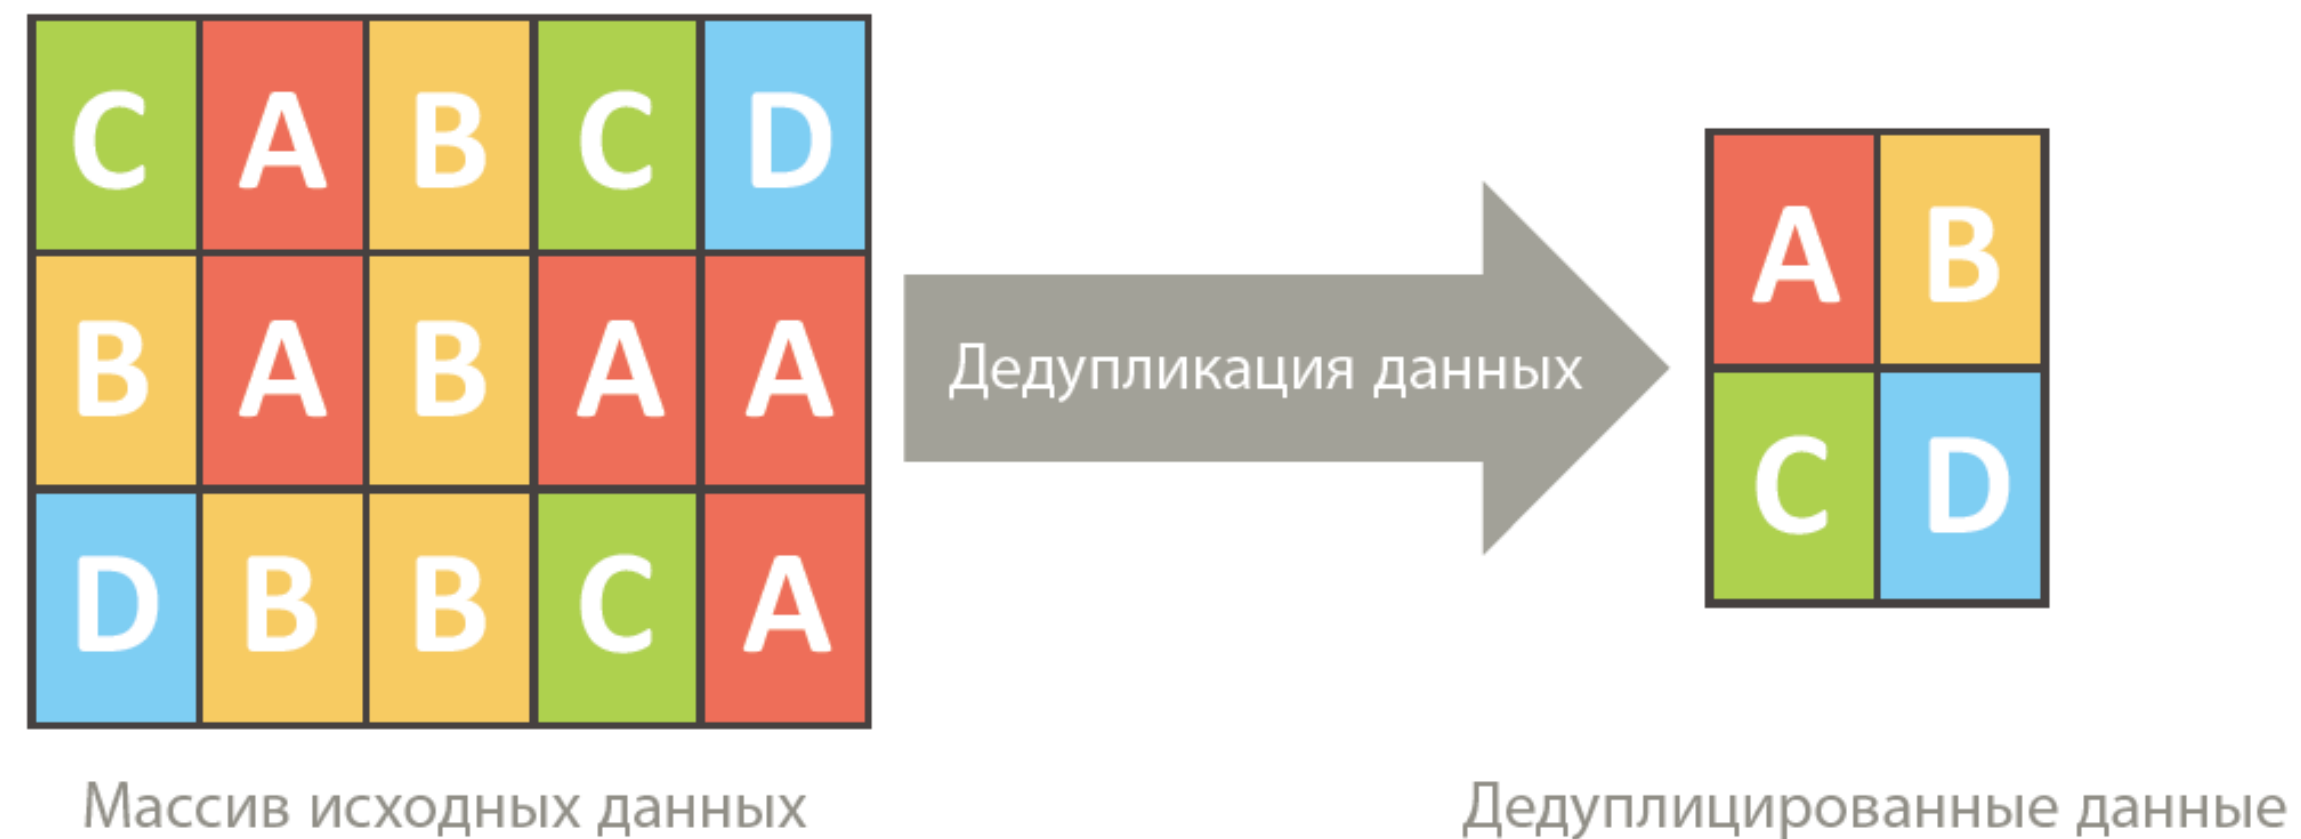 C A B C D
B A B A A
D B B C A
Дедупликация данных
A B
C D
Массив исходных данных
Дедуплицированные данные